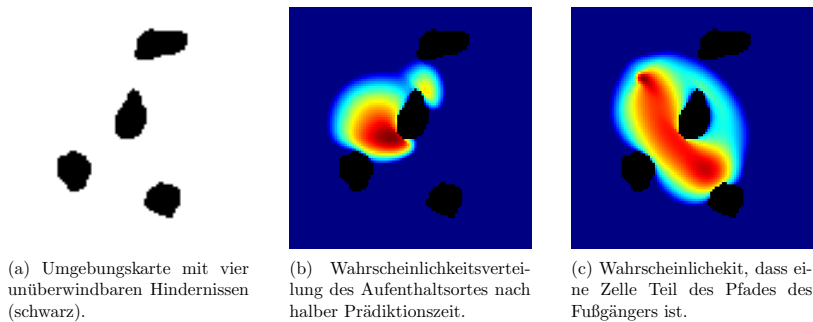 (a) Umgebungskarte mit vier
unüberwindbaren Hindernissen
(schwarz).
(b) Wahrscheinlichkeitsvertei-
lung des Aufenthaltsortes nach
halber Prädiktionszeit.
(c) Wahrscheinlichekit, dass ei-
ne Zelle Teil des Pfades des
Fußgängers ist.